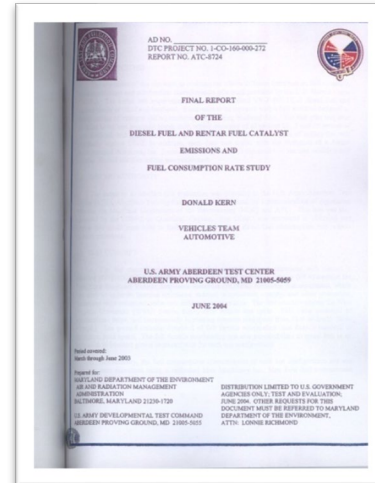 AD NO.
DTC PROJECT NO. 1-CO-160-000-272
REPORT NO. ATC-8724
FINAL REPORT
OF THE
DIESEL FUEL AND RENTAR FUEL CATALYST
EMISSIONS AND
FUEL CONSUMPTION RATE STUDY
DONALD KERN
VEHICLES TEAM
AUTOMOTIVE
U.S. ARMY ABERDEEN TEST CENTER
ABERDEEN PROVING GROUND, MD 21005-5059
JUNE 2004
Period covered:
March through June 2003
Prepared for:
MARYLAND DEPARTMENT OF THE ENVIRONMENT
AIR AND RADIATION MANAGEMENT
ADMINISTRATION
BALTIMORE, MARYLAND 21230-1720
U.S. ARMY DEVELOPMENTAL TEST COMMAND
ABERDEEN PROVING GROUND, MD 21005-5055
DISTRIBUTION LIMITED TO U.S. GOVERNMENT
AGENCIES ONLY; TEST AND EVALUATION;
JUNE 2004. OTHER REQUESTS FOR THIS
DOCUMENT MUST BE REFERRED TO MARYLAND
DEPARTMENT OF THE ENVIRONMENT,
ATTN: LONNIE RICHMOND